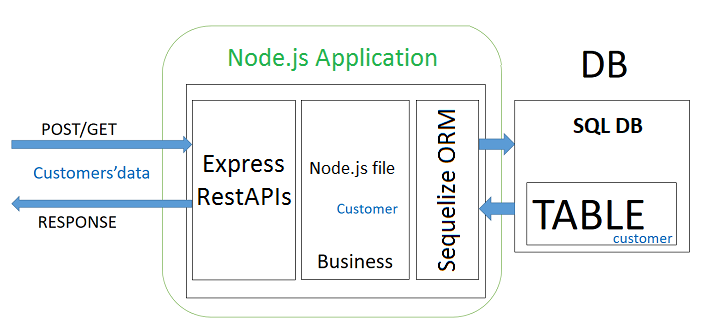 Node.js Application
DB
POST/GET
Customers'data
RESPONSE
Express
RestAPIs
Node.js file
Customer
Business
Sequelize ORM
SQL DB
TABLE
customer